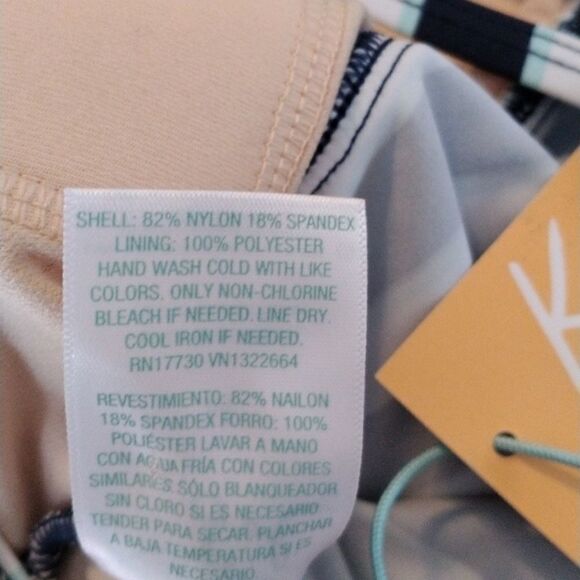 SHELL: 82% NYLON 18% SPANDEX
LINING: 100% POLYESTER
HAND WASH COLD WITH LIKE
COLORS. ONLY NON-CHLORINE
BLEACH IF NEEDED. LINE DRY.
COOL IRON IF NEEDED.
RN17730 VN1322664
REVESTIMIENTO: 82% NAILON
18% SPANDEX FORRO: 100%
POLIÉSTER LAVAR A MANO
CON AGUA FRÍA CON COLORES
SIMILARES. SÓLO BLANQUEADOR
SIN CLORO SI ES NECESARIO
TENDER PARA SECAR. PLANCHAR
A BAJA TEMPERATURA SI ES
NECESARIO
K